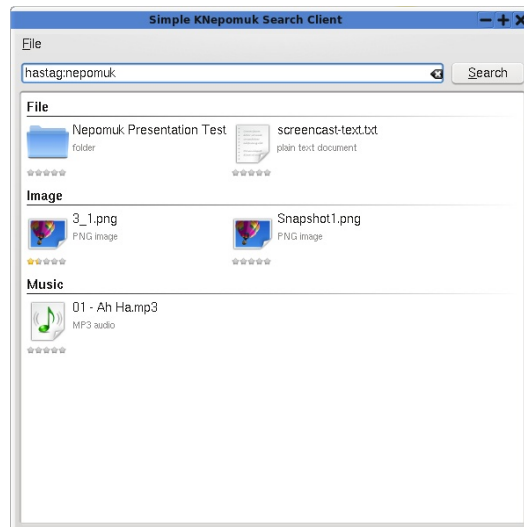 Simple KNepomuk Search Client
File
hastag:nepomuk
Search
File
Nepomuk Presentation Test
folder
screencast-text.txt
plain text document
Image
3_1.png
PNG image
Snapshot1.png
PNG image
Music
01 - Ah Ha.mp3
MP3 audio